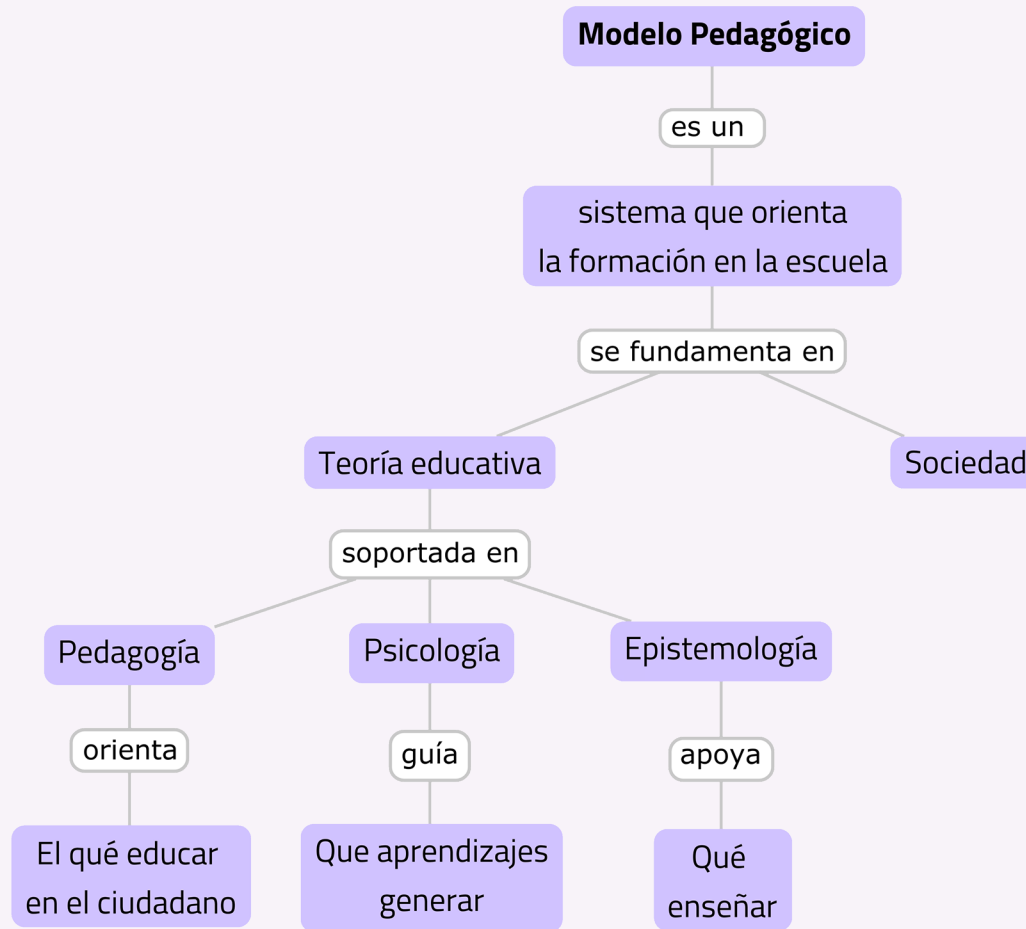 Modelo Pedagógico
es un
sistema que orienta
la formación en la escuela
se fundamenta en
Teoría educativa
Sociedad
soportada en
Pedagogía
Psicología
Epistemología
orienta
guía
apoya
El qué educar
en el ciudadano
Que aprendizajes
generar
Qué
enseñar